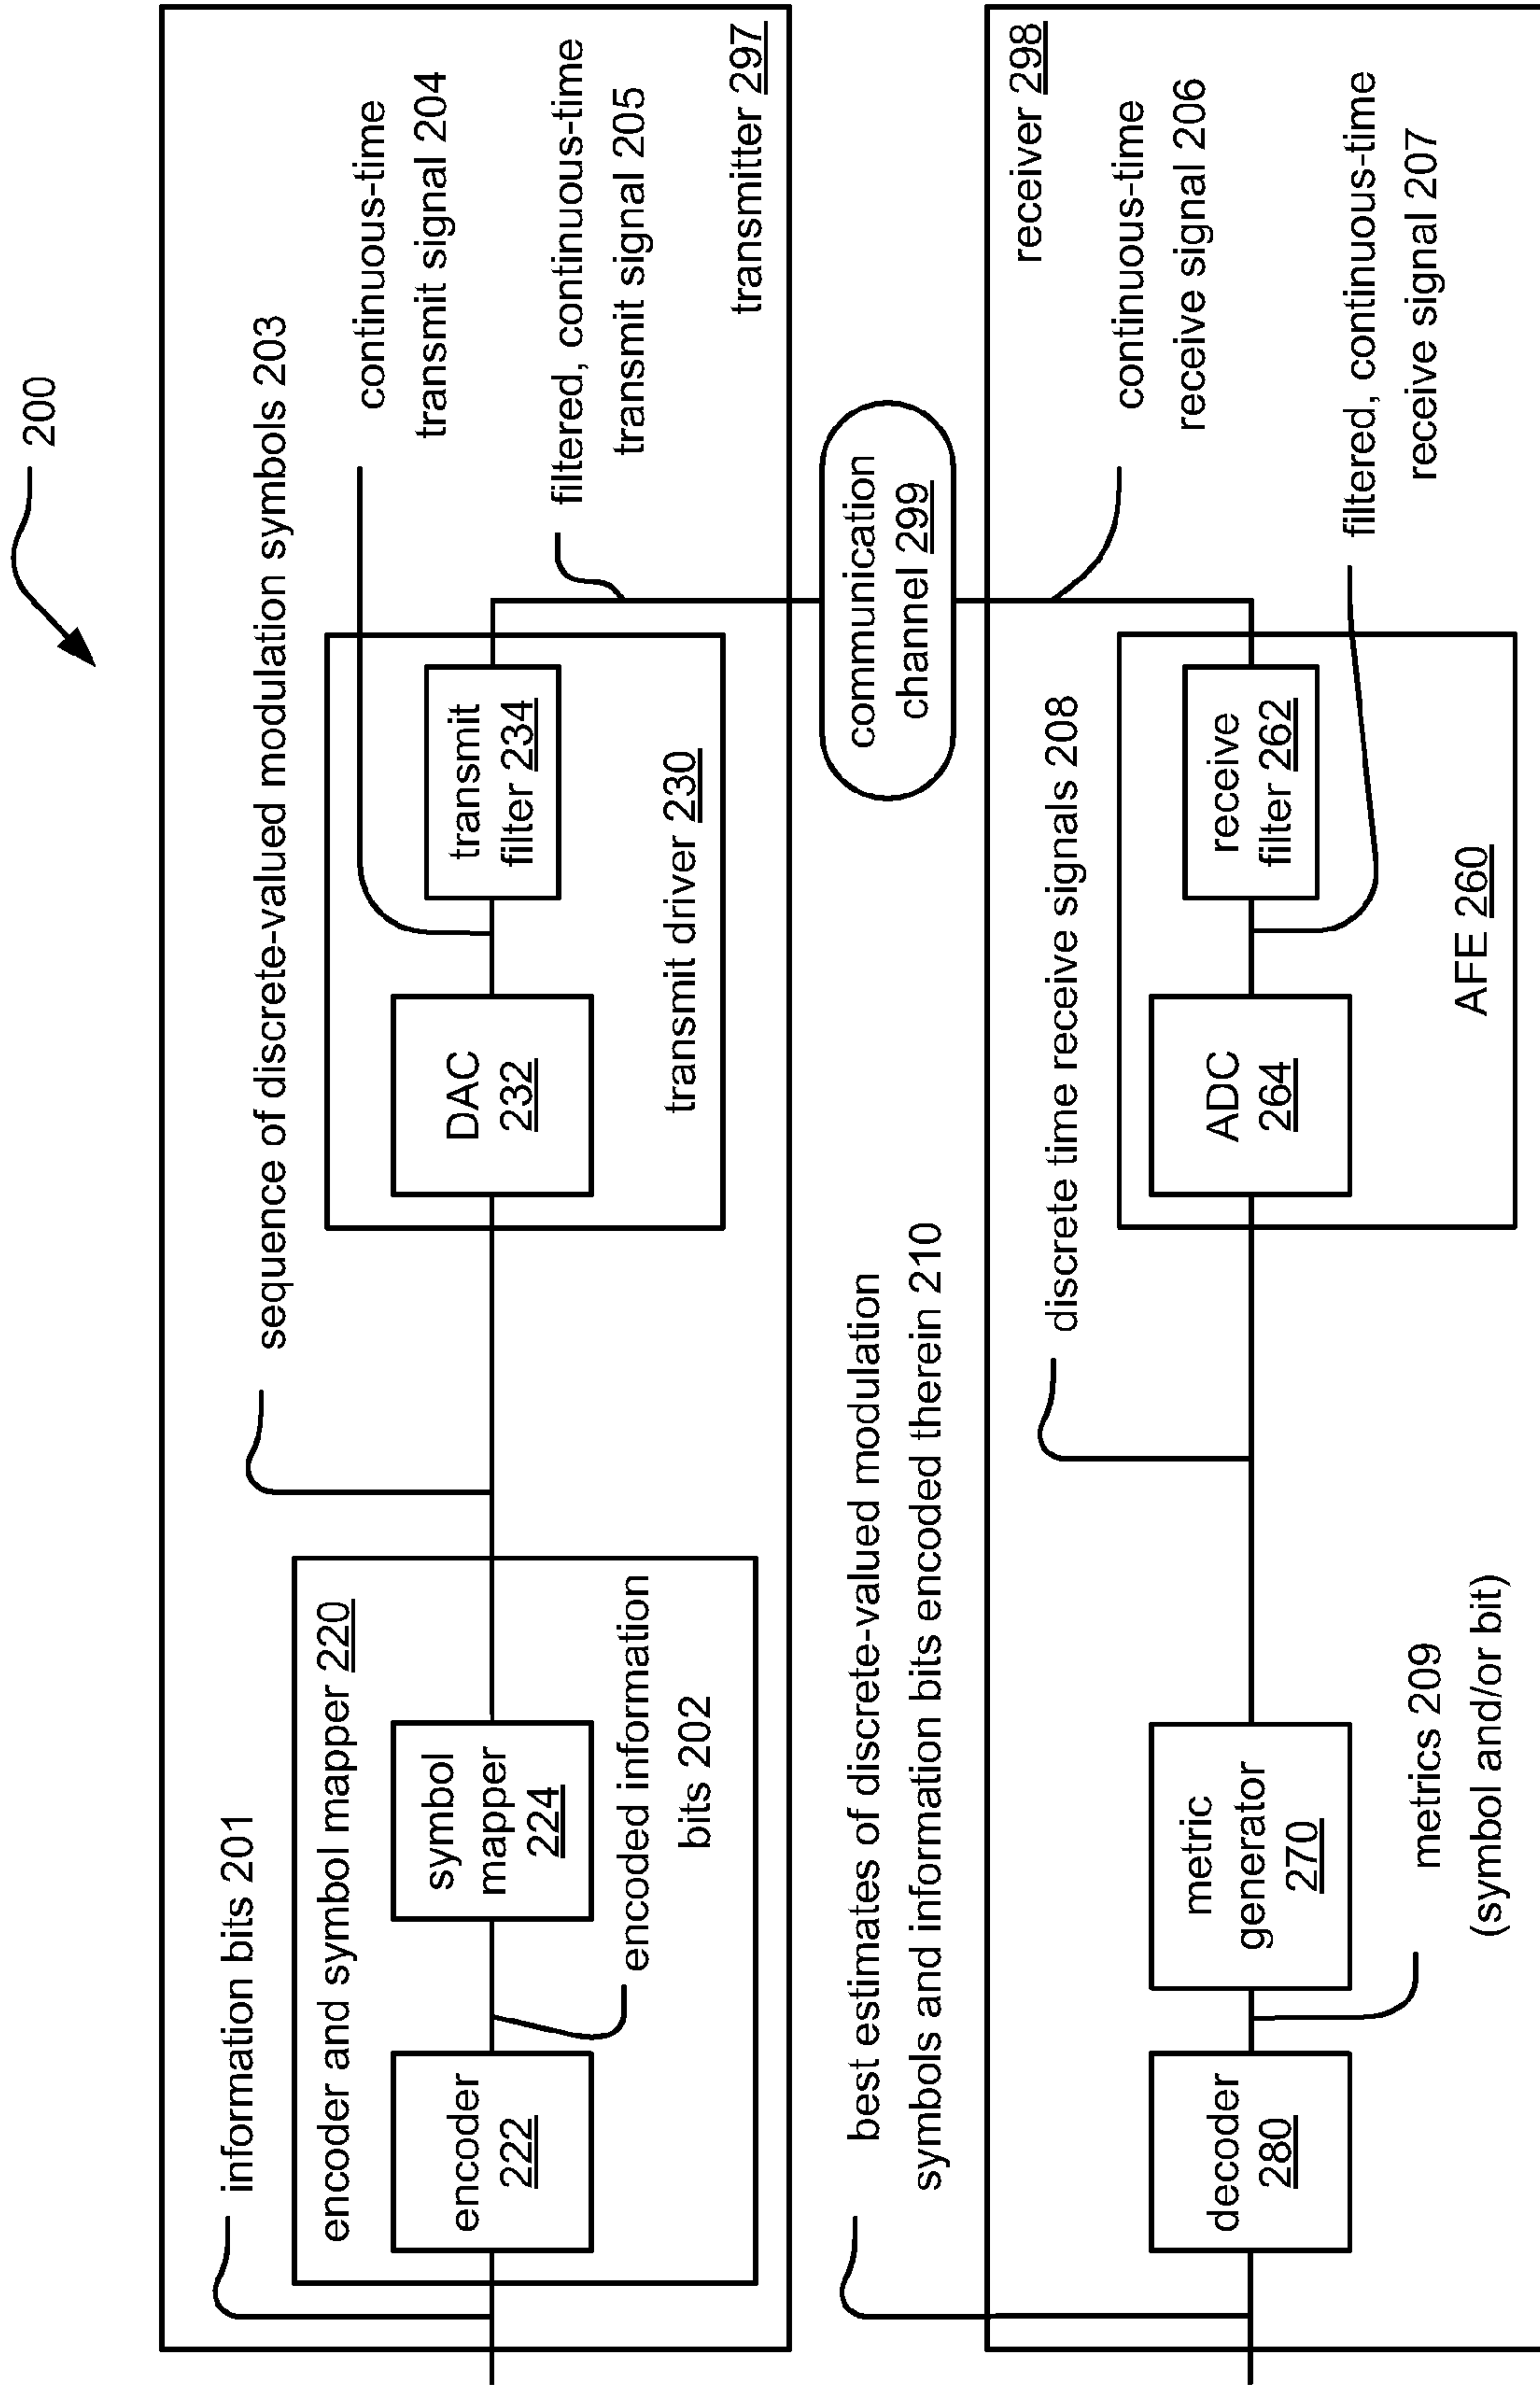 200
information bits 201
sequence of discrete-valued modulation symbols 203
encoder and symbol mapper 220
encoder
222
symbol
mapper
224
encoded information
bits 202
DAC
232
transmit
filter 234
transmit driver 230
continuous-time
transmit signal 204
filtered, continuous-time
transmit signal 205
transmitter 297
communication
channel 299
best estimates of discrete-valued modulation
symbols and information bits encoded therein 210
receiver 298
discrete time receive signals 208
decoder
280
metric
generator
270
metrics 209
(symbol and/or bit)
ADC
264
receive
filter 262
AFE 260
continuous-time
receive signal 206
filtered, continuous-time
receive signal 207